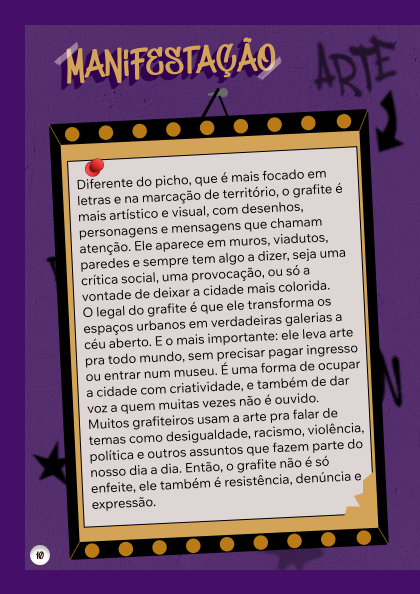 MANIFESTAÇÃO
ARTE
Diferente do picho, que é mais focado em
letras e na marcação de território, o grafite é
mais artístico e visual, com desenhos,
personagens e mensagens que chamam
atenção. Ele aparece em muros, viadutos,
paredes e sempre tem algo a dizer, seja uma
crítica social, uma provocação, ou só a
vontade de deixar a cidade mais colorida.
O legal do grafite é que ele transforma os
espaços urbanos em verdadeiras galerias a
céu aberto. E o mais importante: ele leva arte
pra todo mundo, sem precisar pagar ingresso
ou entrar num museu. É uma forma de ocupar
a cidade com criatividade, e também de dar
voz a quem muitas vezes não é ouvido.
Muitos grafiteiros usam a arte pra falar de
temas como desigualdade, racismo, violência,
política e outros assuntos que fazem parte do
nosso dia a dia. Então, o grafite não é só
enfeite, ele também é resistência, denúncia e
expressão.
10